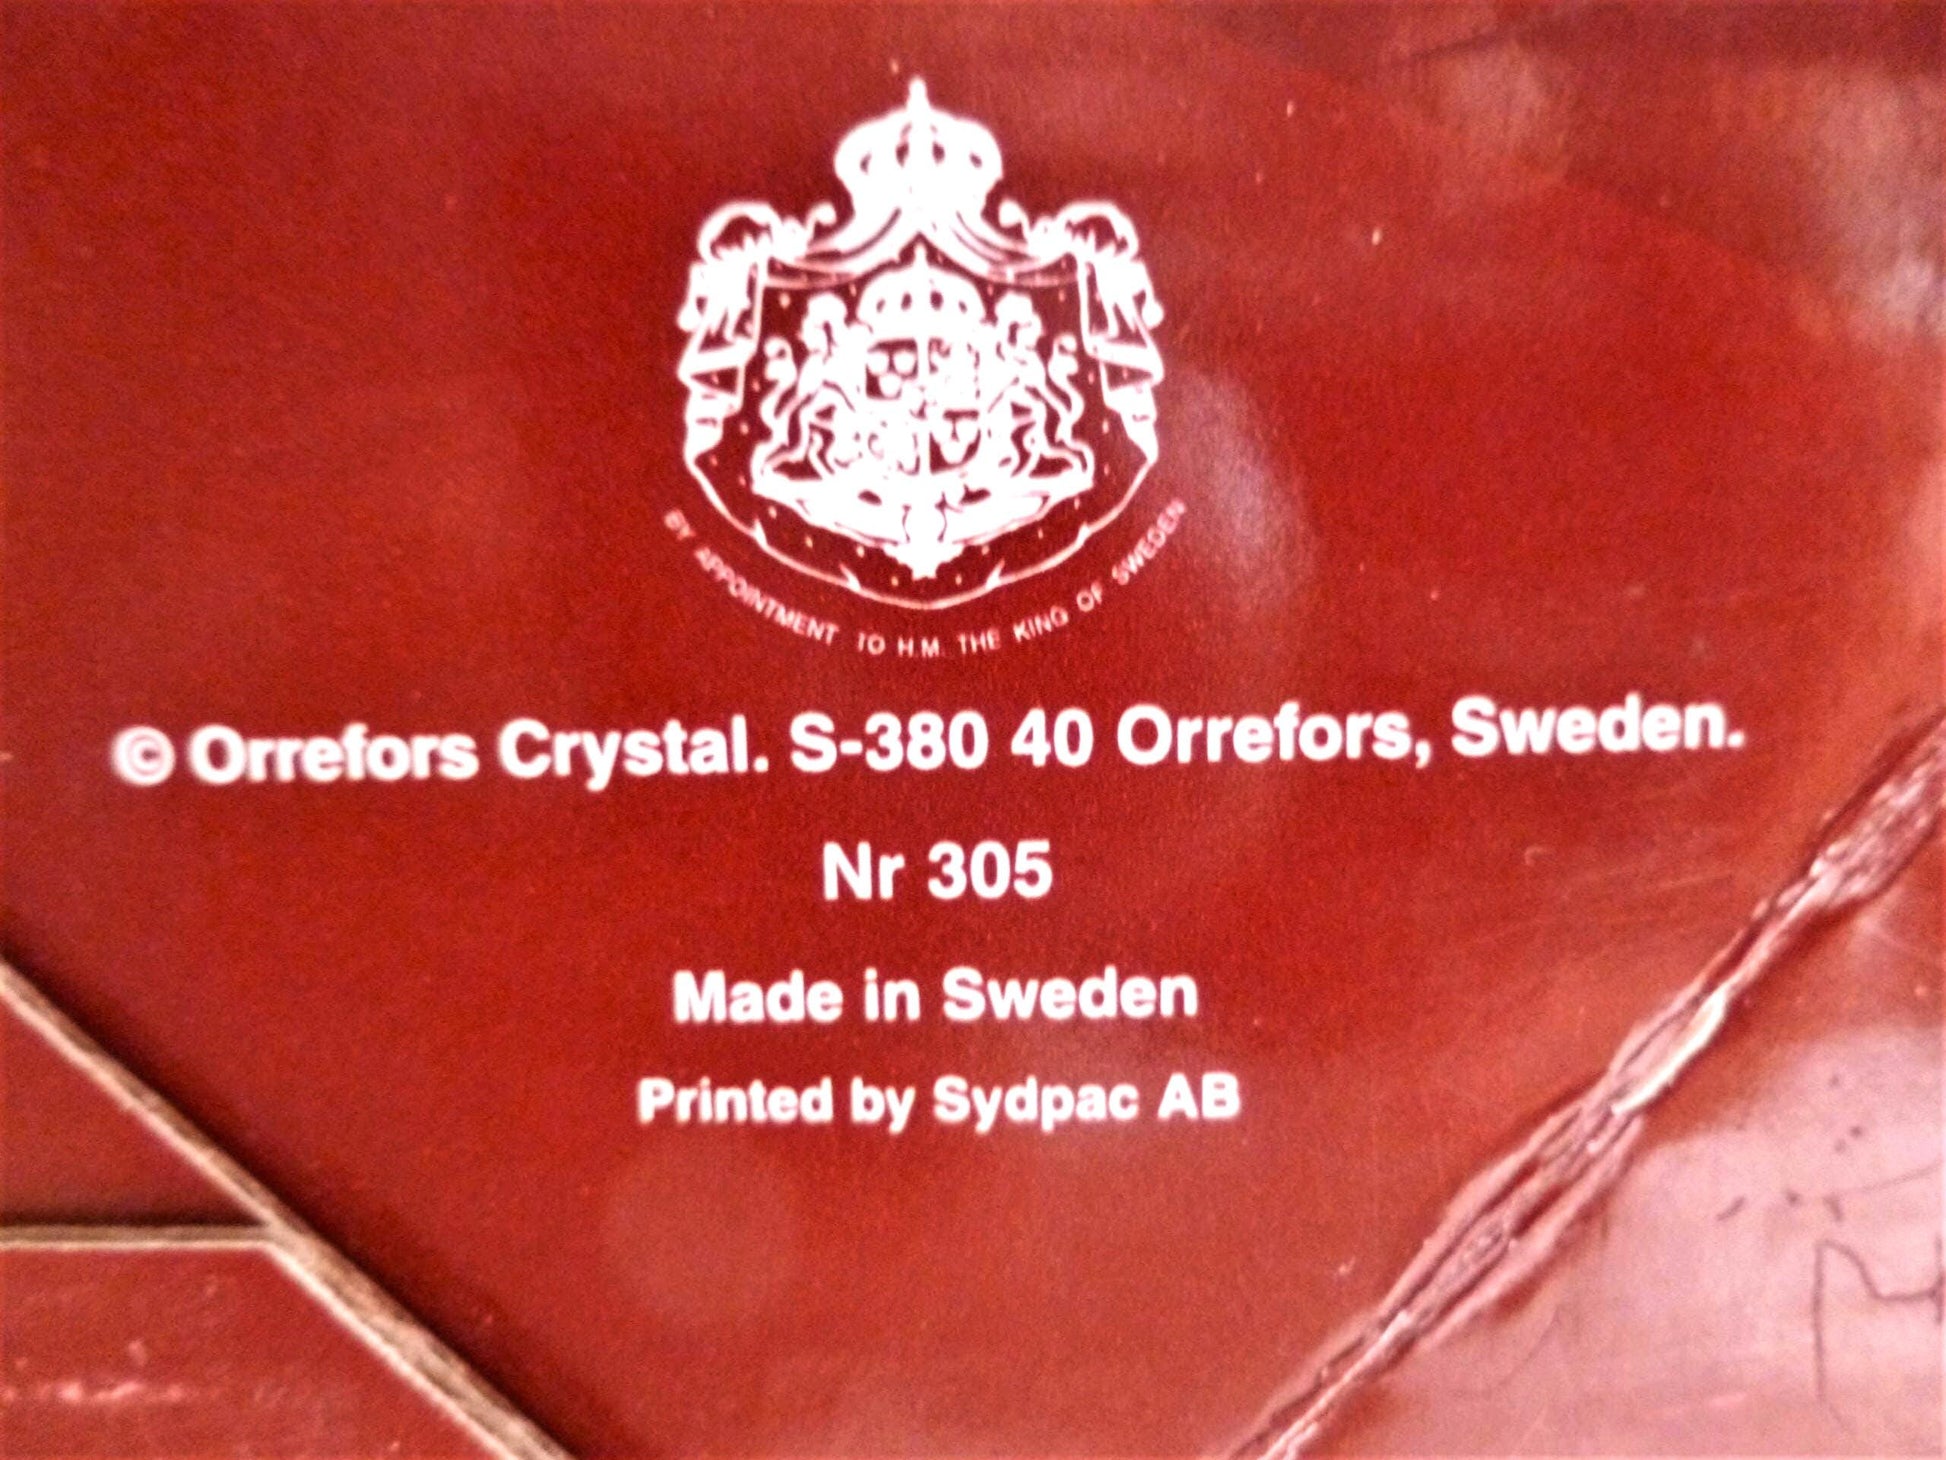 BY APPOINTMENT TO H.M. THE KING OF SWEDEN
© Orrefors Crystal. S-380 40 Orrefors, Sweden.
Nr 305
Made in Sweden
Printed by Sydpac AB